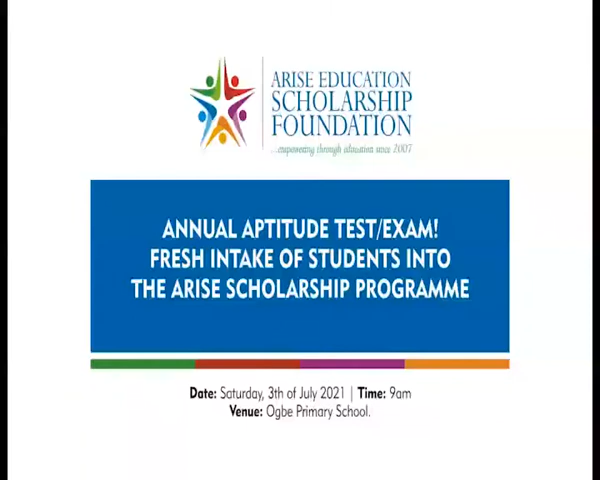 ARISE EDUCATION
SCHOLARSHIP
FOUNDATION
...empowering through education since 2007
ANNUAL APTITUDE TEST/EXAM!
FRESH INTAKE OF STUDENTS INTO
THE ARISE SCHOLARSHIP PROGRAMME
Date: Saturday, 3th of July 2021 | Time: 9am
Venue: Ogbe Primary School.